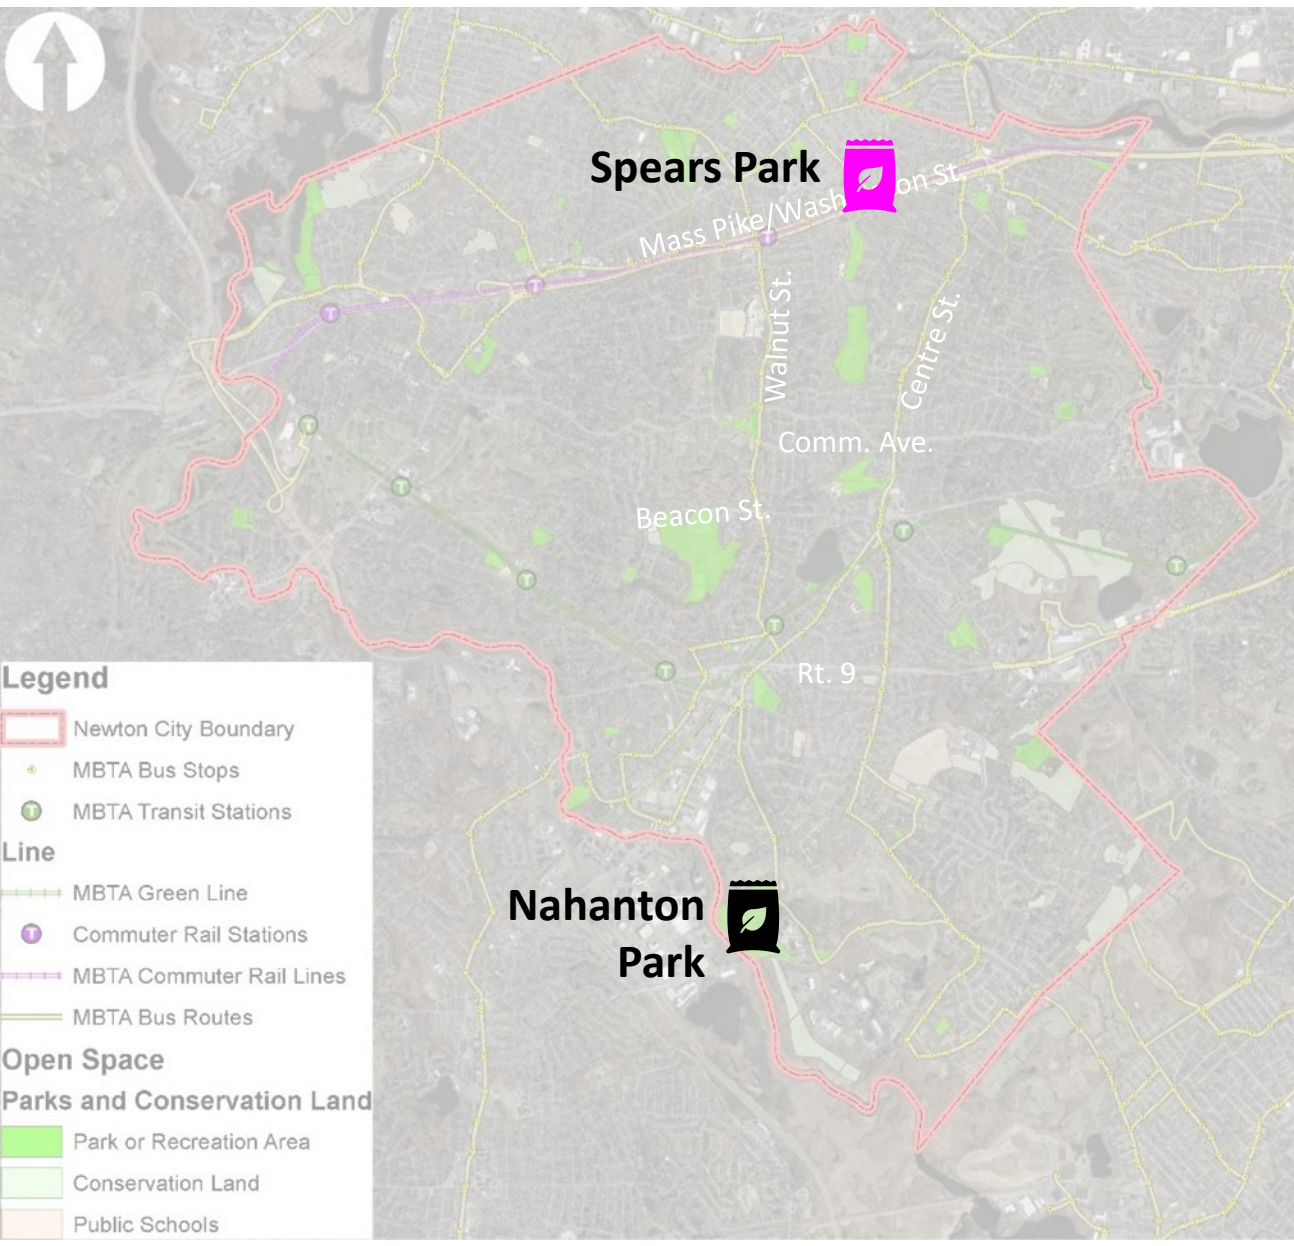 Spears Park
Mass Pike/Wash on St.
Walnut St.
Centre St.
Comm. Ave.
Beacon St.
Rt. 9
Legend
Newton City Boundary
MBTA Bus Stops
T MBTA Transit Stations
Line
MBTA Green Line
T Commuter Rail Stations
MBTA Commuter Rail Lines
MBTA Bus Routes
Open Space
Parks and Conservation Land
Park or Recreation Area
Conservation Land
Public Schools
Nahanton
Park